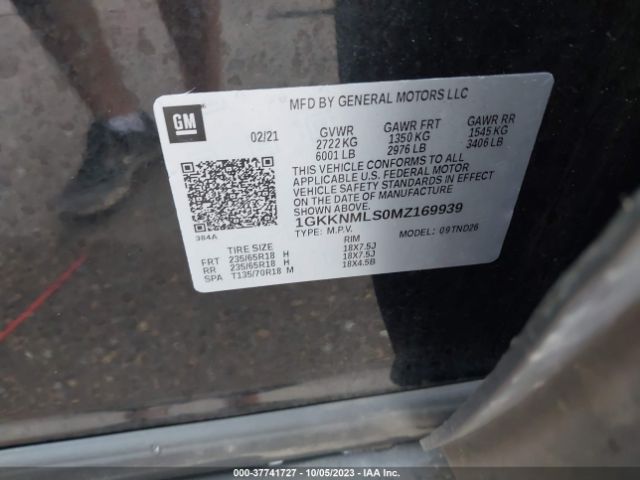 MFD BY GENERAL MOTORS LLC
GM
02/21
GVWR GAWR FRT GAWR RR
2722 KG 1350 KG 1545 KG
6001 LB 2976 LB 3406 LB
THIS VEHICLE CONFORMS TO ALL
APPLICABLE U.S. FEDERAL MOTOR
VEHICLE SAFETY STANDARDS IN EFFECT
ON THE DATE OF MANUFACTURE
SHOWN ABOVE.
1GKKNMLS0MZ169939
TYPE: M.P.V. MODEL: 09TND26
384A
TIRE SIZE RIM
FRT 235/65R18 H 18X7.5J
RR 235/65R18 H 18X7.5J
SPA T135/70R18 M 18X4.5B
000-37741727 - 10/05/2023 - IAA Inc.